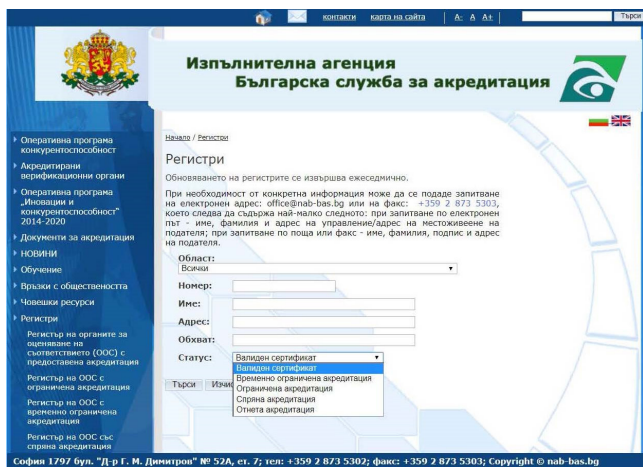 контакти карта на сайта А- А А+ Търси
Изпълнителна агенция
Българска служба за акредитация
Оперативна програма
конкурентоспособност
Акредитирани
верификационни органи
Оперативна програма
„Иновации и
конкурентоспособност"
2014-2020
Документи за акредитация
НОВИНИ
Обучение
Връзки с обществеността
Човешки ресурси
Регистри
Регистър на органите за
оценяване на
съответствието (ООС) с
предоставена акредитация
Регистър на ООС с
ограничена акредитация
Регистър на ООС с
временно ограничена
акредитация
Регистър на ООС със
спряна акредитация
Начало / Регистри
Регистри
Обновяването на регистрите се извършва ежеседмично.
При необходимост от конкретна информация може да се подаде запитване
на електронен адрес: office@nab-bas.bg или на факс: +359 2 873 5303,
което следва да съдържа най-малко следното: при запитване по електронен
път - име, фамилия и адрес на управление/адрес на местоживеене на
подателя; при запитване по поща или факс - име, фамилия, подпис и адрес
на подателя.
Област:
Всички
Номер:
Име:
Адрес:
Обхват:
Статус: Валиден сертификат
Валиден сертификат
Временно ограничена акредитация
Ограничена акредитация
Спряна акредитация
Отнета акредитация
Търси Изчис
София 1797 бул. "Д-р Г. М. Димитров" № 52А, ет. 7; тел: +359 2 873 5302; факс: +359 2 873 5303; Copyright © nab-bas.bg